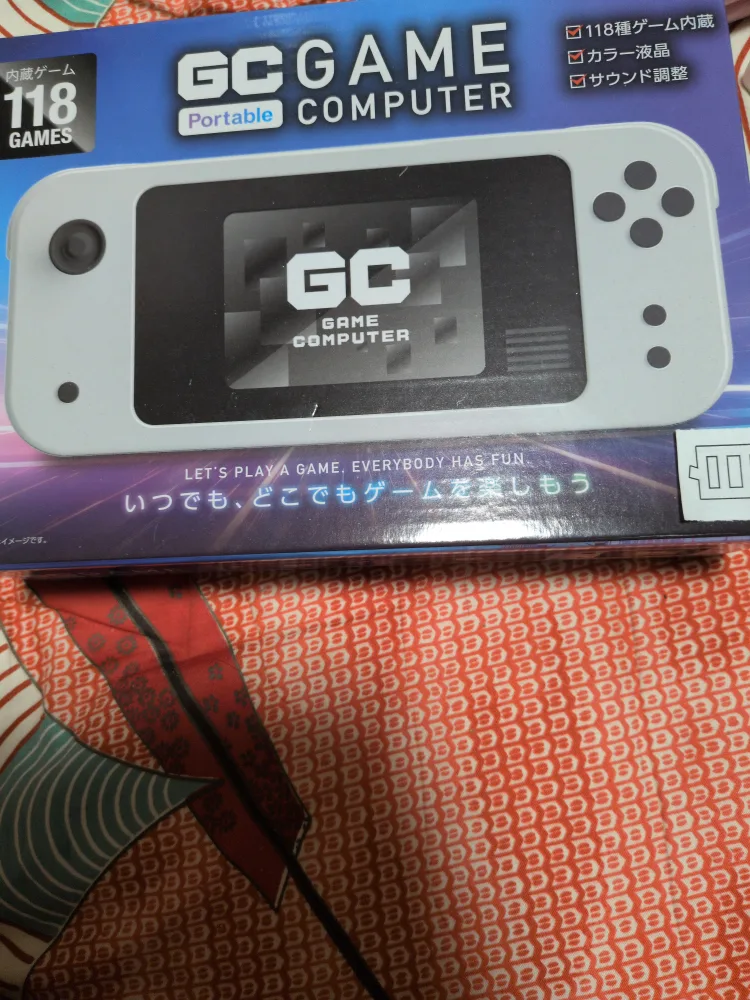 内蔵ゲーム
118
GAMES
GC GAME
Portable COMPUTER
118種ゲーム内蔵
カラー液晶
サウンド調整
GC
GAME
COMPUTER
LET'S PLAY A GAME. EVERYBODY HAS FUN.
いつでも、どこでもゲームを楽しもう
イメージです。